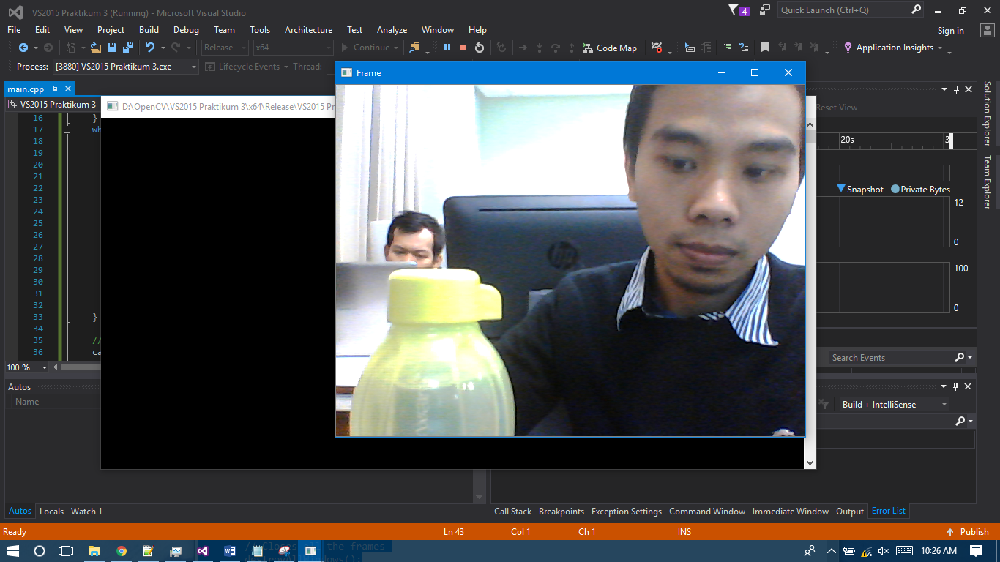 VS2015 Praktikum 3 (Running) - Microsoft Visual Studio
4
Quick Launch (Ctrl+Q)
File Edit View Project Build Debug Team Tools Architecture Test Analyze Window Help
Sign in
Release x64 Continue Code Map Application Insights
Process: [3880] VS2015 Praktikum 3.exe Lifecycle Events Thread:
Frame
main.cpp
VS2015 Praktikum 3
D:\OpenCV\VS2015 Praktikum 3\x64\Release\VS2015 P
Reset View
Solution Explorer
Team Explorer
16 }
17 wh
18
19
20
21
22
23
24
25
26
27
28
29
30
31
32
33 }
34
35 //
36 ca
20s 3
Snapshot Private Bytes
12
0
100
0
hp
100 %
Search Events
Autos
Name
Build + IntelliSense
Autos Locals Watch 1
Call Stack Breakpoints Exception Settings Command Window Immediate Window Output Error List
Ready Ln 43 Col 1 Ch 1 INS Publish
the frames
10:26 AM